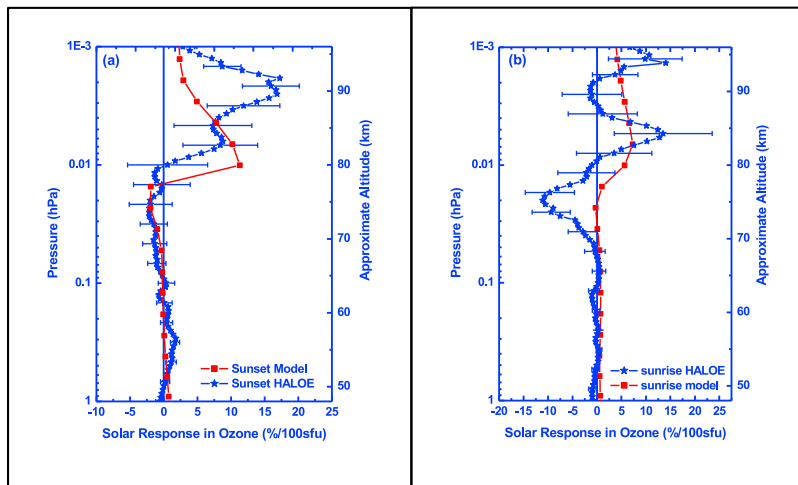 (a)
1E-3
0.01
0.1
1
Pressure (hPa)
90
80
70
60
50
Approximate Altitude (km)
Sunset Model
Sunset HALOE
-10 -5 0 5 10 15 20 25
Solar Response in Ozone (%/100sfu)
(b)
1E-3
0.01
0.1
1
Pressure (hPa)
90
80
70
60
50
Approximate Altitude (km)
sunrise HALOE
sunrise model
-20 -15 -10 -5 0 5 10 15 20 25
Solar Response in Ozone (%/100sfu)